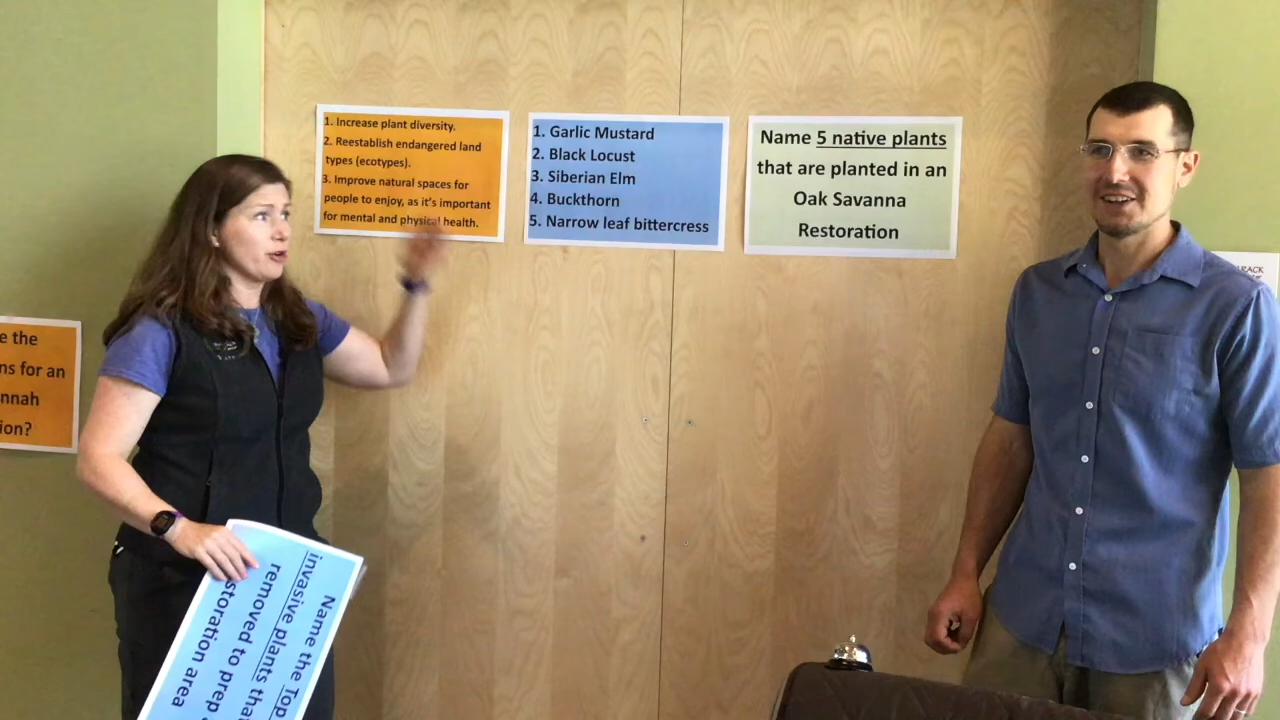 1. Increase plant diversity.
2. Reestablish endangered land
types (ecotypes).
3. Improve natural spaces for
people to enjoy, as it's important
for mental and physical health.
1. Garlic Mustard
2. Black Locust
3. Siberian Elm
4. Buckthorn
5. Narrow leaf bittercress
Name 5 native plants
that are planted in an
Oak Savanna
Restoration
e the
ns for an
nnah
ion?
Name the Top
invasive plants tha
removed to prep
storation area